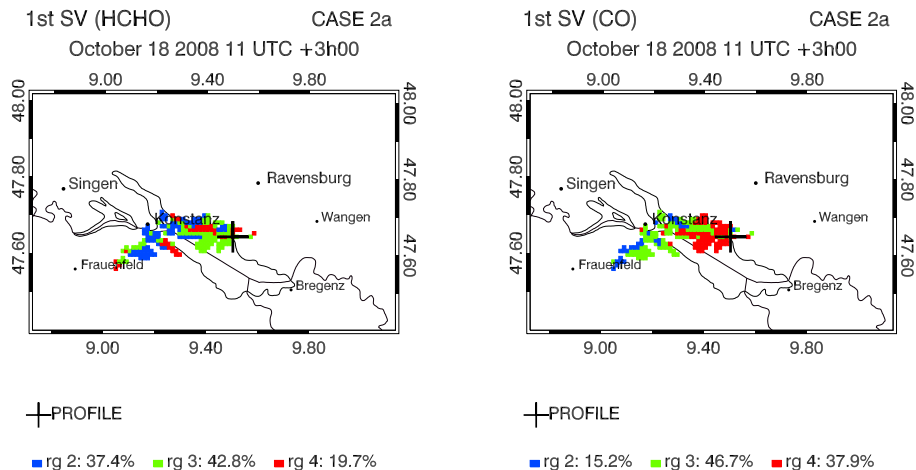 1st SV (HCHO) CASE 2a
October 18 2008 11 UTC +3h00
9.00 9.40 9.80
48.00 48.00
47.80 47.80
47.60 47.60
Singen
Ravensburg
Konstanz
Wangen
Frauenfeld
Bregenz
9.00 9.40 9.80
PROFILE
rg 2: 37.4% rg 3: 42.8% rg 4: 19.7%
1st SV (CO) CASE 2a
October 18 2008 11 UTC +3h00
9.00 9.40 9.80
48.00 48.00
47.80 47.80
47.60 47.60
Singen
Ravensburg
Konstanz
Wangen
Frauenfeld
Bregenz
9.00 9.40 9.80
PROFILE
rg 2: 15.2% rg 3: 46.7% rg 4: 37.9%